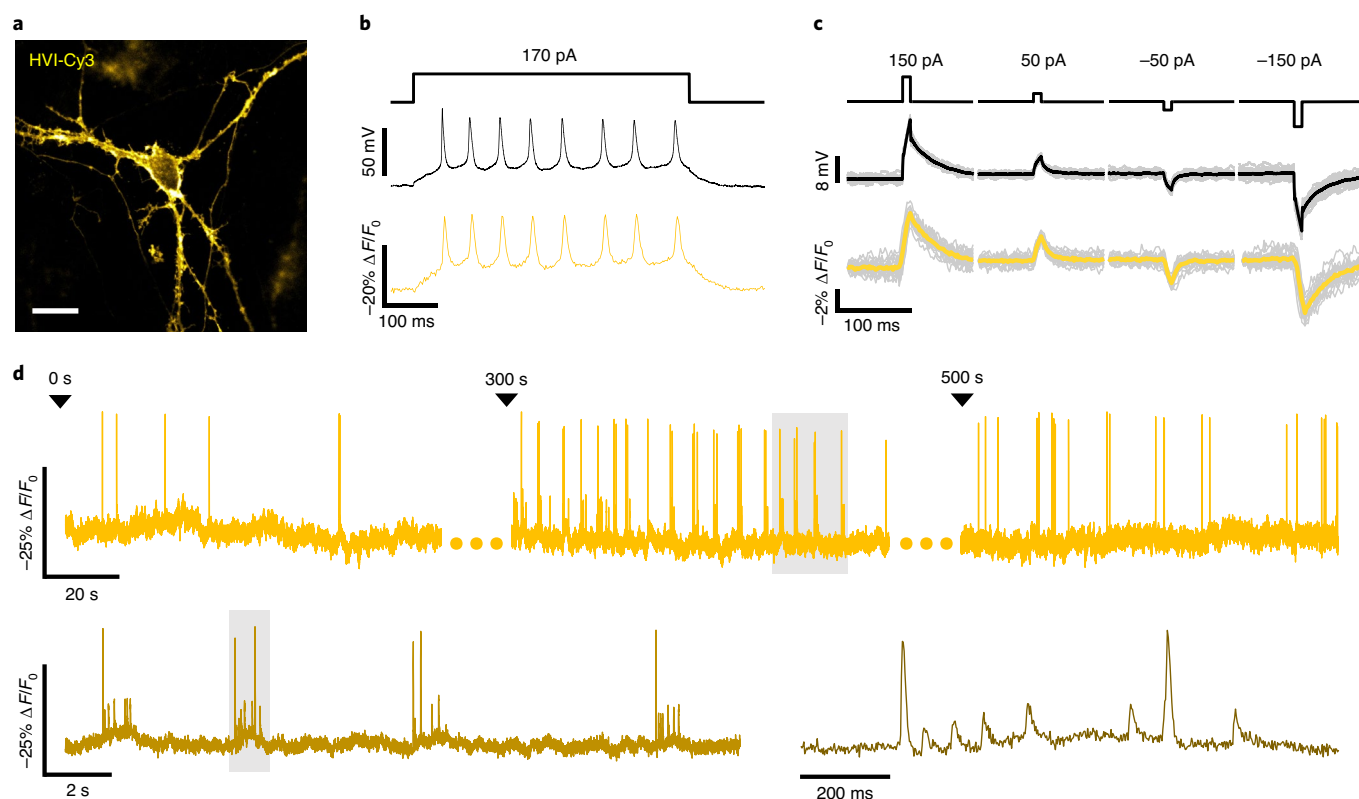 a
HVI-Cy3
b
170 pA
50 mV
–20% ΔF/F0
100 ms
c
150 pA
50 pA
–50 pA
–150 pA
8 mV
–2% ΔF/F0
100 ms
d
0 s
300 s
500 s
–25% ΔF/F0
20 s
–25% ΔF/F0
2 s
200 ms